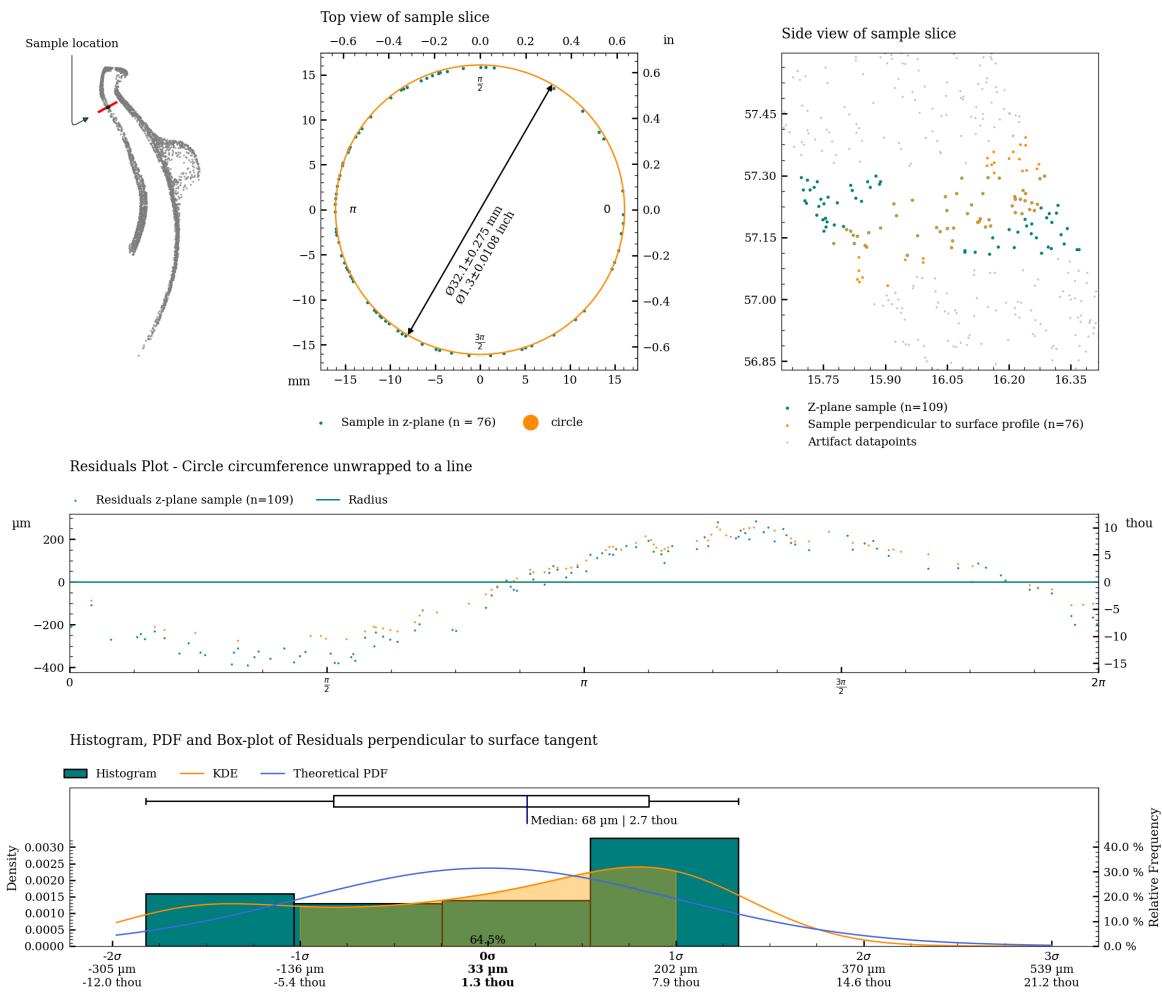 Sample location
Top view of sample slice
−0.6 −0.4 −0.2 0.0 0.2 0.4 0.6 in
15
10
5
0
−5
−10
−15
0.6
0.4
0.2
0.0
−0.2
−0.4
−0.6
π/2
π
0
3π/2
Ø32.1±0.275 mm
Ø1.3±0.0108 inch
mm −15 −10 −5 0 5 10 15
Sample in z-plane (n = 76) circle
Side view of sample slice
57.45
57.30
57.15
57.00
56.85
15.75 15.90 16.05 16.20 16.35
Z-plane sample (n=109)
Sample perpendicular to surface profile (n=76)
Artifact datapoints
Residuals Plot - Circle circumference unwrapped to a line
Residuals z-plane sample (n=109) Radius
µm
200
0
−200
−400
10 thou
5
0
−5
−10
−15
0 π/2 π 3π/2 2π
Histogram, PDF and Box-plot of Residuals perpendicular to surface tangent
Histogram KDE Theoretical PDF
Median: 68 µm | 2.7 thou
Density
0.0030
0.0025
0.0020
0.0015
0.0010
0.0005
0.0000
Relative Frequency
40.0 %
30.0 %
20.0 %
10.0 %
0.0 %
64.5%
-2σ -1σ 0σ 1σ 2σ 3σ
-305 µm -136 µm 33 µm 202 µm 370 µm 539 µm
-12.0 thou -5.4 thou 1.3 thou 7.9 thou 14.6 thou 21.2 thou